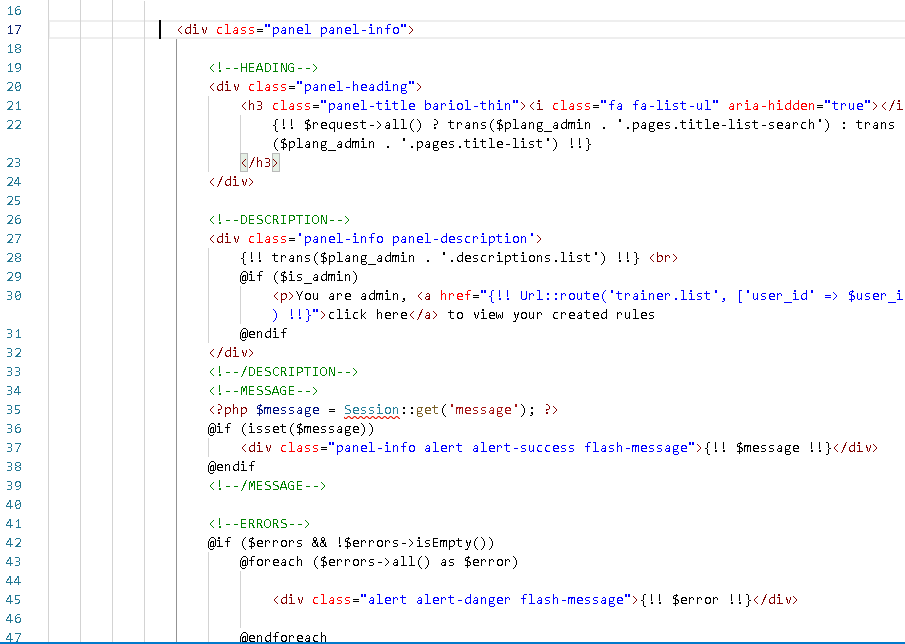 16
17 <div class="panel panel-info">
18
19 <!--HEADING-->
20 <div class="panel-heading">
21 <h3 class="panel-title bariol-thin"><i class="fa fa-list-ul" aria-hidden="true"></i
22 {!! $request->all() ? trans($plang_admin . '.pages.title-list-search') : trans
($plang_admin . '.pages.title-list') !!}
23 </h3>
24 </div>
25
26 <!--DESCRIPTION-->
27 <div class='panel-info panel-description'>
28 {!! trans($plang_admin . '.descriptions.list') !!} <br>
29 @if ($is_admin)
30 <p>You are admin, <a href="{!! Url::route('trainer.list', ['user_id' => $user_i
) !!}">click here</a> to view your created rules
31 @endif
32 </div>
33 <!--/DESCRIPTION-->
34 <!--MESSAGE-->
35 <?php $message = Session::get('message'); ?>
36 @if (isset($message))
37 <div class="panel-info alert alert-success flash-message">{!! $message !!}</div>
38 @endif
39 <!--/MESSAGE-->
40
41 <!--ERRORS-->
42 @if ($errors && !$errors->isEmpty())
43 @foreach ($errors->all() as $error)
44
45 <div class="alert alert-danger flash-message">{!! $error !!}</div>
46
47 @endforeach